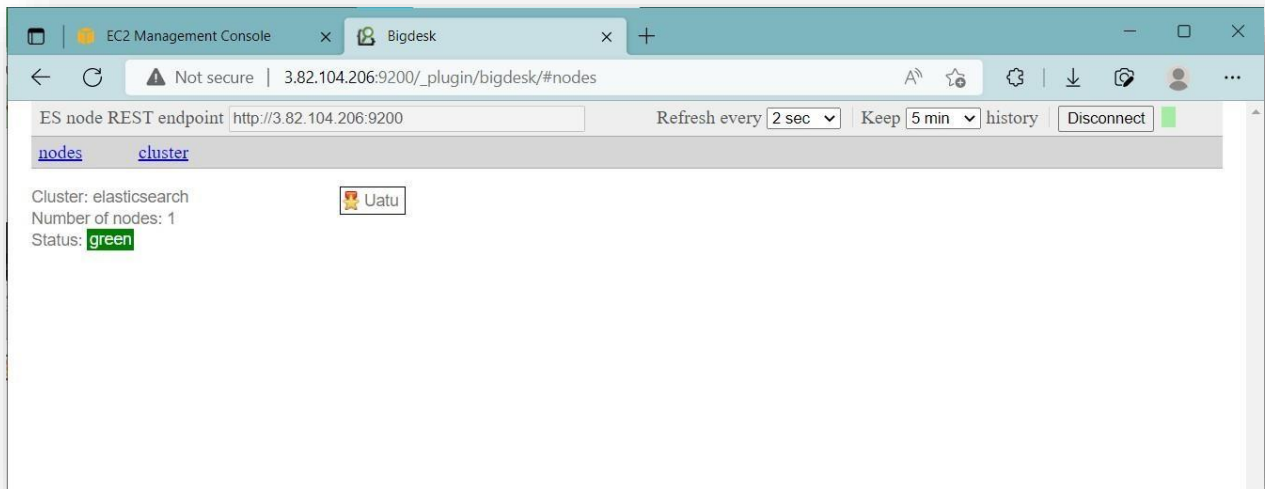 EC2 Management Console Bigdesk
Not secure 3.82.104.206:9200/_plugin/bigdesk/#nodes
ES node REST endpoint http://3.82.104.206:9200 Refresh every 2 sec Keep 5 min history Disconnect
nodes cluster
Cluster: elasticsearch Uatu
Number of nodes: 1
Status: green